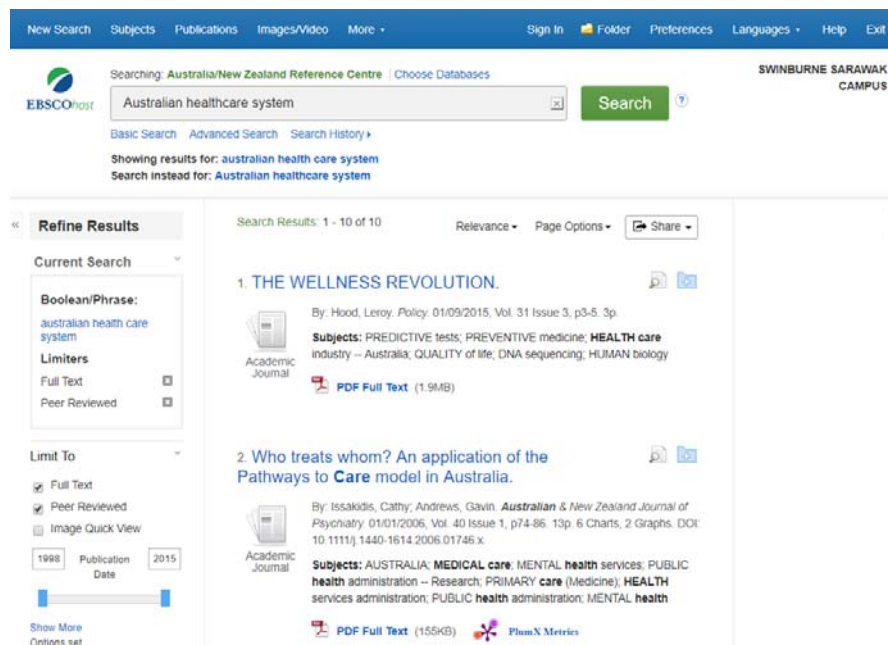 New Search Subjects Publications Images/Video More Sign In Folder Preferences Languages Help Exit
Searching: Australia/New Zealand Reference Centre Choose Databases
SWINBURNE SARAWAK
CAMPUS
EBSCOhost
Australian healthcare system
Search
?
Basic Search Advanced Search Search History
Showing results for: australian health care system
Search instead for: Australian healthcare system
« Refine Results
Current Search
Boolean/Phrase:
australian health care
system
Limiters
Full Text
Peer Reviewed
Limit To
Full Text
Peer Reviewed
Image Quick View
1998 Publication 2015
Date
Show More
Options set
Search Results: 1 - 10 of 10 Relevance Page Options Share
1. THE WELLNESS REVOLUTION.
By: Hood, Leroy. Policy. 01/09/2015, Vol. 31 Issue 3, p3-5. 3p.
Academic
Journal
Subjects: PREDICTIVE tests; PREVENTIVE medicine; HEALTH care
industry -- Australia; QUALITY of life; DNA sequencing; HUMAN biology
PDF Full Text (1.9MB)
2. Who treats whom? An application of the
Pathways to Care model in Australia.
By: Issakidis, Cathy; Andrews, Gavin. Australian & New Zealand Journal of
Psychiatry. 01/01/2006, Vol. 40 Issue 1, p74-86. 13p. 6 Charts, 2 Graphs. DOI:
10.1111/j.1440-1614.2006.01746.x.
Academic
Journal
Subjects: AUSTRALIA; MEDICAL care; MENTAL health services; PUBLIC
health administration -- Research; PRIMARY care (Medicine); HEALTH
services administration; PUBLIC health administration; MENTAL health
PDF Full Text (155KB) PlumX Metrics